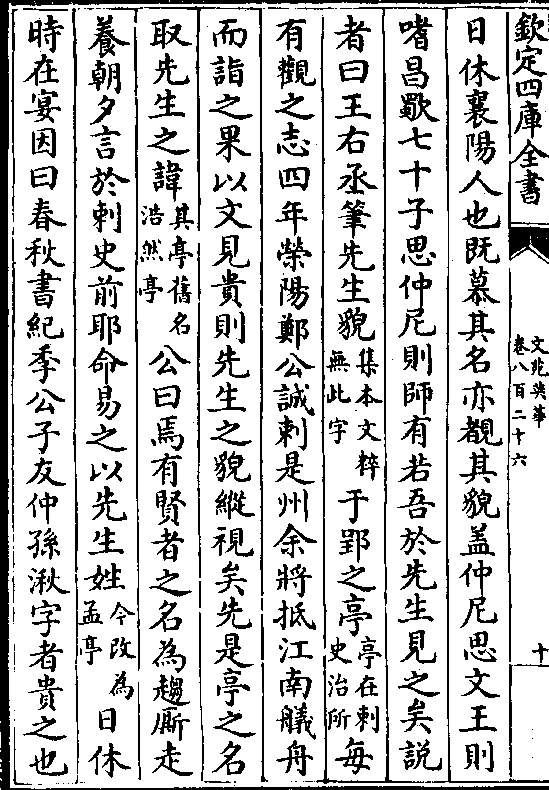 欽定四庫全書
文苑英華
卷八百二十六
十
日休襄陽人也既慕其名亦覩其貌盖仲尼思文王則
嗜昌歜七十子思仲尼則師有若吾於先生見之矣説
者曰王右丞筆先生貌集本文粹無此字于郢之亭亭在刺史治所每
有觀之志四年滎陽鄭公誠刺是州余將抵江南艤舟
而詣之果以文見貴則先生之貌縱視矣先是亭之名
取先生之諱其亭舊名浩然亭公曰焉有賢者之名為趨厮走
養朝夕言於刺史前耶命易之以先生姓今改為孟亭日休
時在宴因曰春秋書紀季公子友仲孫湫字者貴之也